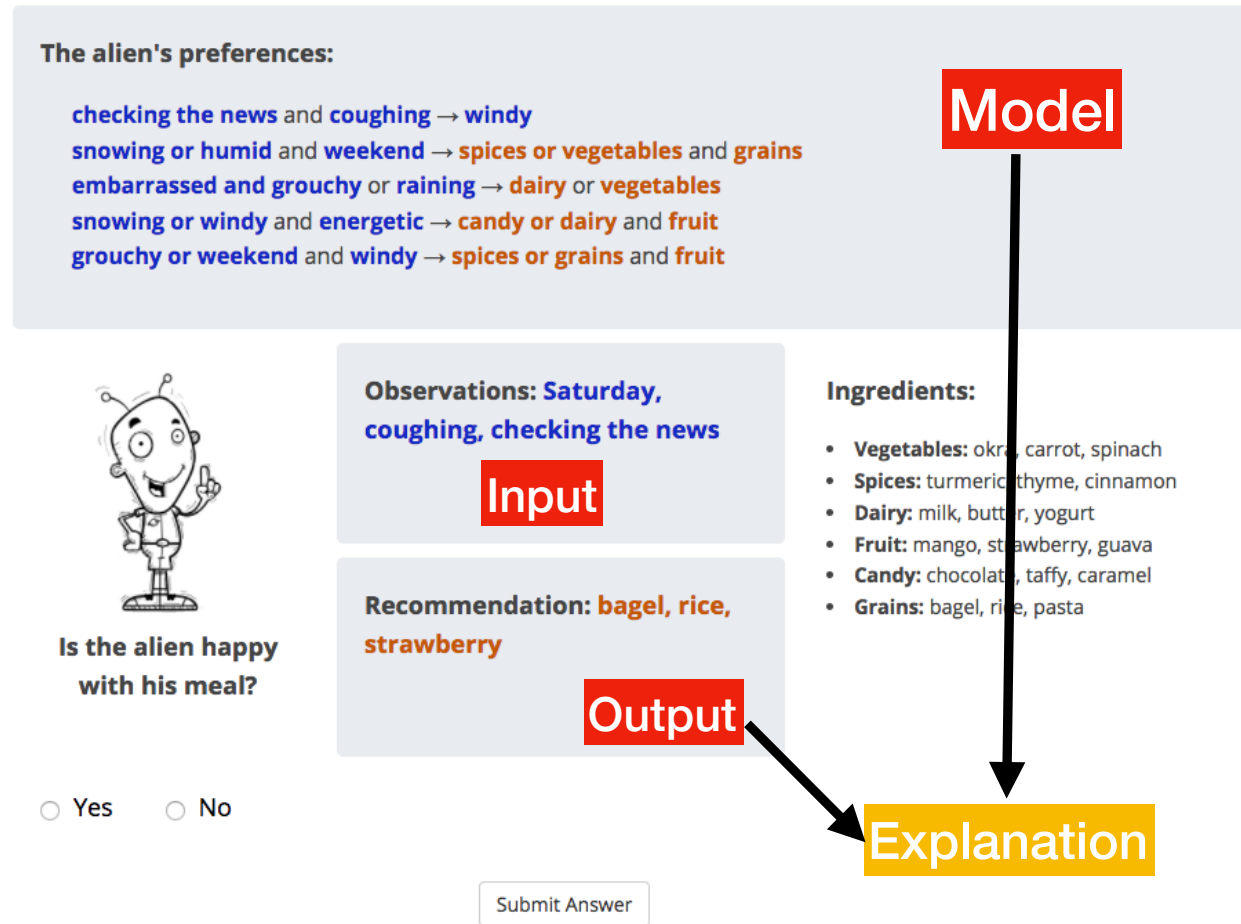 The alien's preferences:
Model
checking the news and coughing → windy
snowing or humid and weekend → spices or vegetables and grains
embarrassed and grouchy or raining → dairy or vegetables
snowing or windy and energetic → candy or dairy and fruit
grouchy or weekend and windy → spices or grains and fruit
Observations: Saturday,
coughing, checking the news
Input
Ingredients:
• Vegetables: okra, carrot, spinach
• Spices: turmeric, thyme, cinnamon
• Dairy: milk, butter, yogurt
• Fruit: mango, strawberry, guava
• Candy: chocolate, taffy, caramel
• Grains: bagel, rice, pasta
Recommendation: bagel, rice,
strawberry
Output
Is the alien happy
with his meal?
Yes No
Explanation
Submit Answer